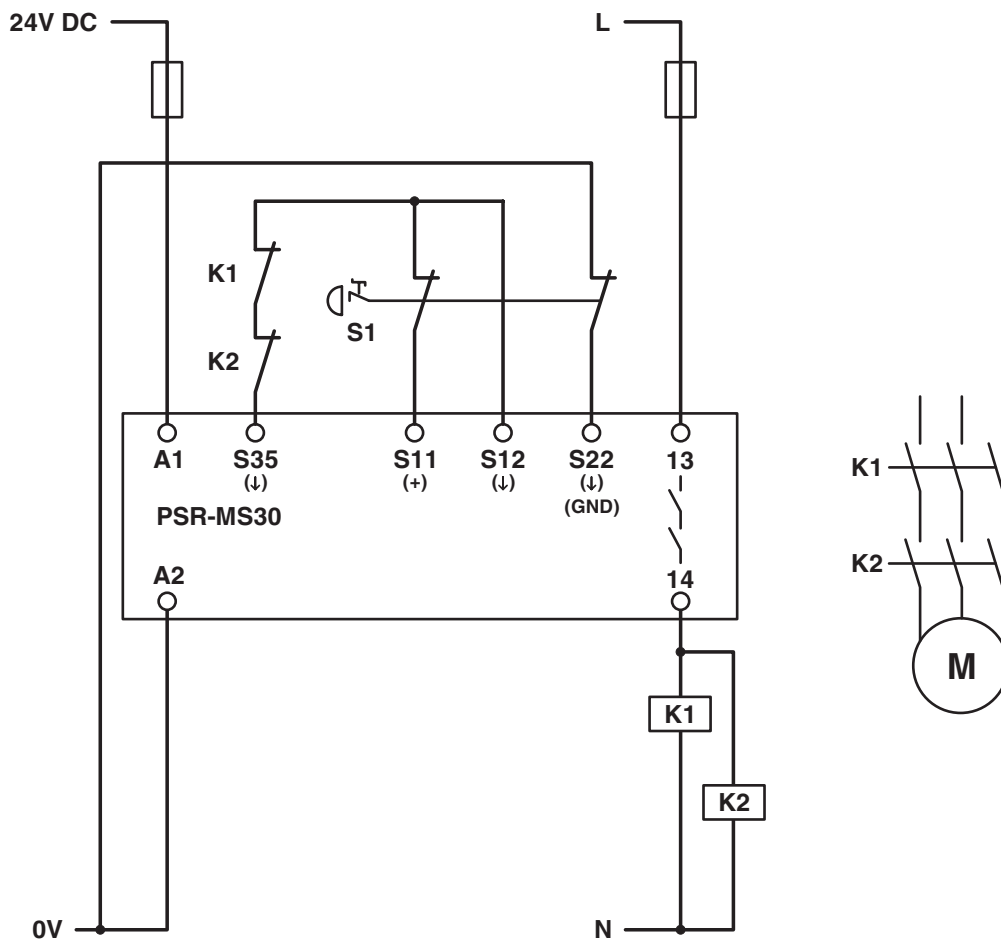 24V DC
L
K1
S1
K2
A1 S35 S11 S12 S22 13
(↓) (+) (↓) (↓)
(GND)
PSR-MS30
A2 14
K1
K2
M
K1
K2
0V
N